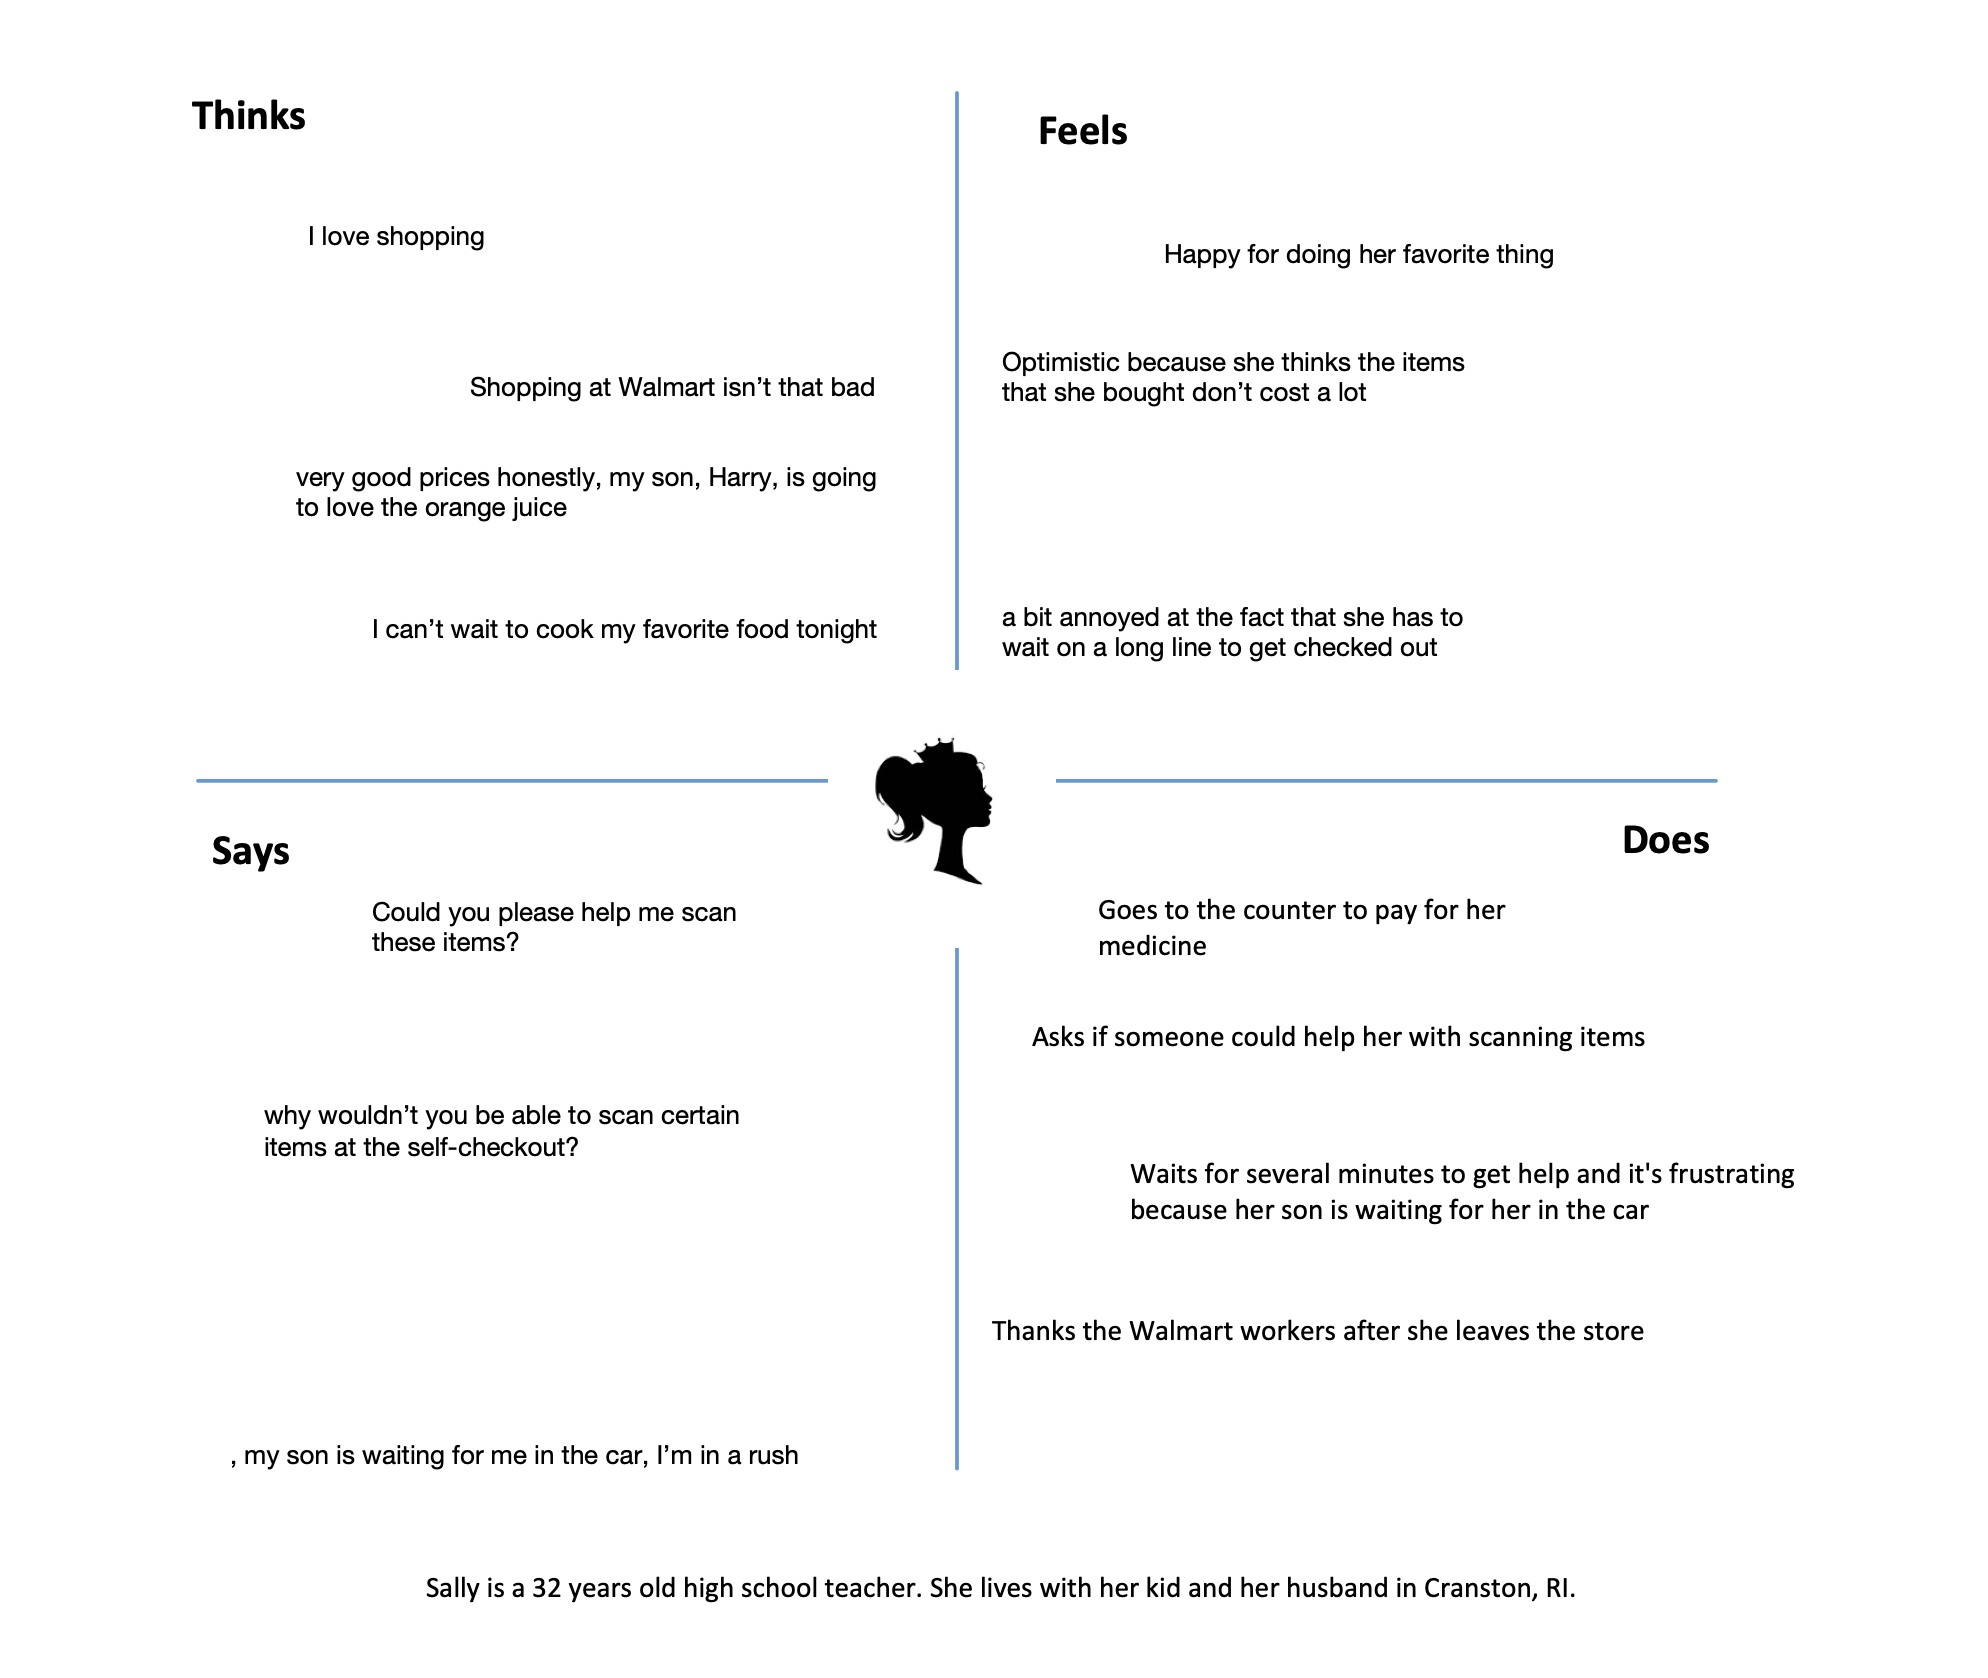 Thinks
I love shopping
Shopping at Walmart isn’t that bad
very good prices honestly, my son, Harry, is going
to love the orange juice
I can’t wait to cook my favorite food tonight
Feels
Happy for doing her favorite thing
Optimistic because she thinks the items
that she bought don’t cost a lot
a bit annoyed at the fact that she has to
wait on a long line to get checked out
Says
Could you please help me scan
these items?
why wouldn’t you be able to scan certain
items at the self-checkout?
, my son is waiting for me in the car, I’m in a rush
Does
Goes to the counter to pay for her
medicine
Asks if someone could help her with scanning items
Waits for several minutes to get help and it's frustrating
because her son is waiting for her in the car
Thanks the Walmart workers after she leaves the store
Sally is a 32 years old high school teacher. She lives with her kid and her husband in Cranston, RI.